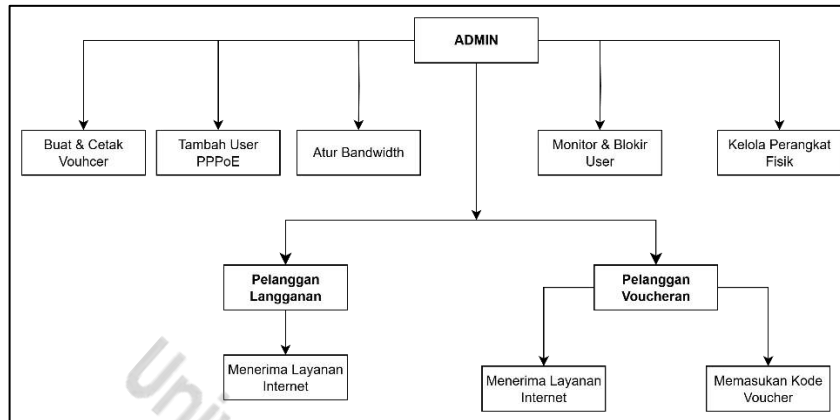 ADMIN
Buat & Cetak
Vouhcer
Tambah User
PPPoE
Atur Bandwidth
Monitor & Blokir
User
Kelola Perangkat
Fisik
Pelanggan
Langganan
Pelanggan
Voucheran
Menerima Layanan
Internet
Menerima Layanan
Internet
Memasukan Kode
Voucher